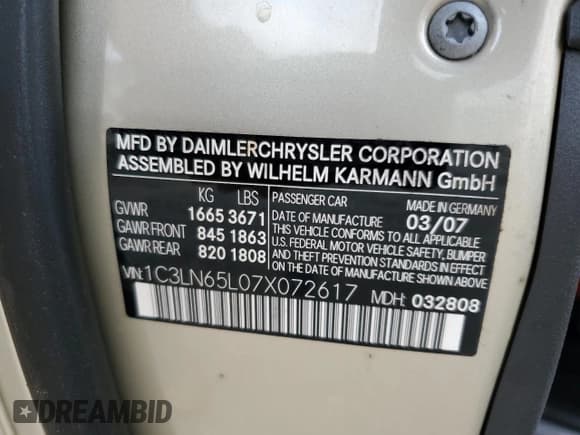 MFD BY DAIMLERCHRYSLER CORPORATION
ASSEMBLED BY WILHELM KARMANN GmbH
KG LBS
GVWR 1665 3671
GAWR FRONT 845 1863
GAWR REAR 820 1808
PASSENGER CAR MADE IN GERMANY
DATE OF MANUFACTURE 03/07
THIS VEHICLE CONFORMS TO ALL APPLICABLE
U.S. FEDERAL MOTOR VEHICLE SAFETY, BUMPER
AND THEFT PREVENTION STANDARDS IN EFFECT
ON THE DATE OF MANUFACTURE SHOWN ABOVE
VIN: 1C3LN65L07X072617 MDH: 032808
DREAMBID